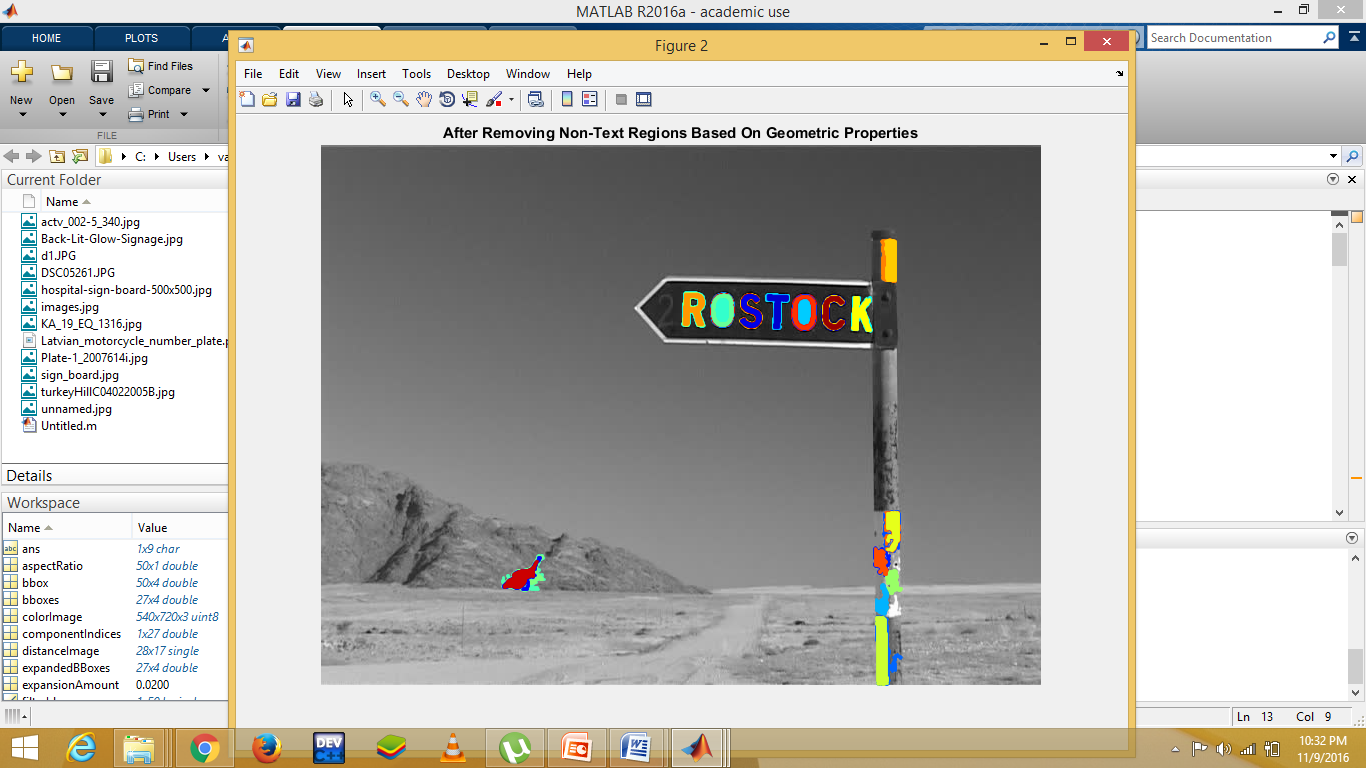 MATLAB R2016a - academic use
HOME PLOTS A
Search Documentation
New Open Save
Find Files
Compare
Print
FILE
C: Users va
Current Folder
Name
actv_002-5_340.jpg
Back-Lit-Glow-Signage.jpg
d1.JPG
DSC05261.JPG
hospital-sign-board-500x500.jpg
images.jpg
KA_19_EQ_1316.jpg
Latvian_motorcycle_number_plate.p
Plate-1_2007614i.jpg
sign_board.jpg
turkeyHillC04022005B.jpg
unnamed.jpg
Untitled.m
Details
Workspace
Name Value
abc ans 1x9 char
aspectRatio 50x1 double
bbox 50x4 double
bboxes 27x4 double
colorImage 540x720x3 uint8
componentIndices 1x27 double
distanceImage 28x17 single
expandedBBoxes 27x4 double
expansionAmount 0.0200
Figure 2
File Edit View Insert Tools Desktop Window Help
After Removing Non-Text Regions Based On Geometric Properties
2 ROSTOCK
Ln 13 Col 9
DEV C++
10:32 PM
11/9/2016